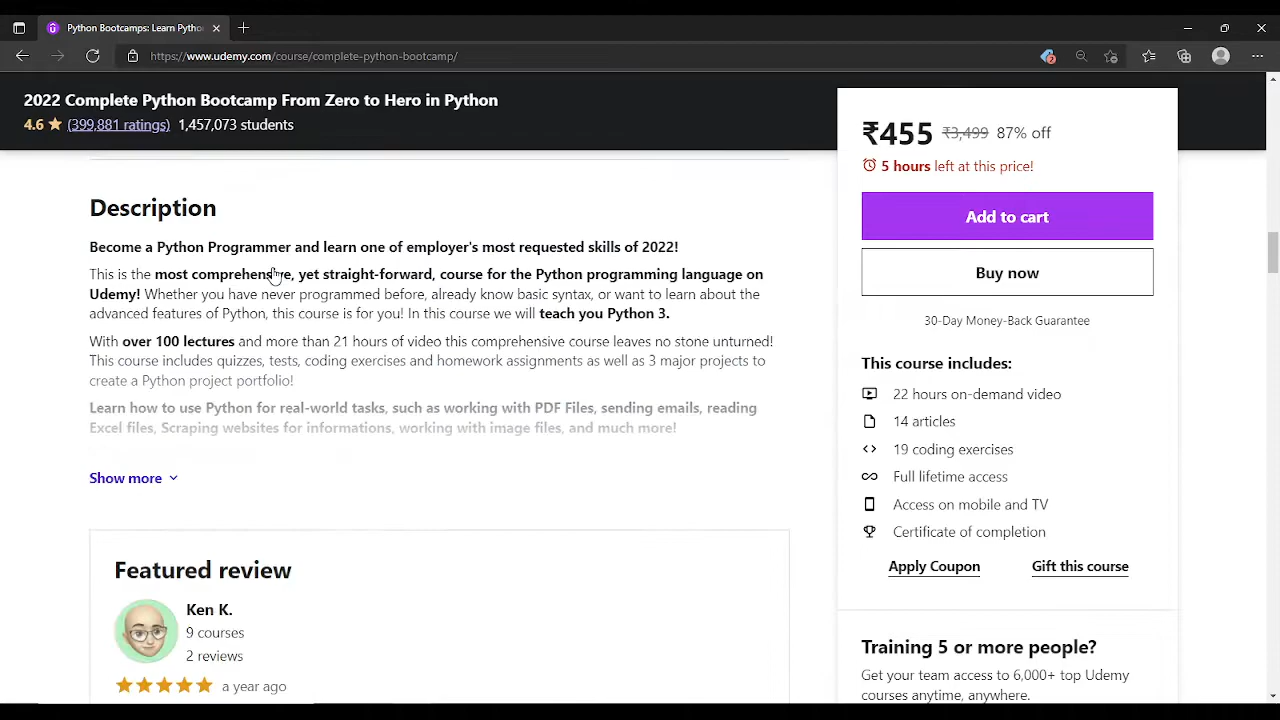 Python Bootcamps: Learn Pytho
https://www.udemy.com/course/complete-python-bootcamp/
2
2022 Complete Python Bootcamp From Zero to Hero in Python
4.6 (399,881 ratings) 1,457,073 students
Description
Become a Python Programmer and learn one of employer's most requested skills of 2022!
This is the most comprehensive, yet straight-forward, course for the Python programming language on
Udemy! Whether you have never programmed before, already know basic syntax, or want to learn about the
advanced features of Python, this course is for you! In this course we will teach you Python 3.
With over 100 lectures and more than 21 hours of video this comprehensive course leaves no stone unturned!
This course includes quizzes, tests, coding exercises and homework assignments as well as 3 major projects to
create a Python project portfolio!
Learn how to use Python for real-world tasks, such as working with PDF Files, sending emails, reading
Excel files, Scraping websites for informations, working with image files, and much more!
Show more
Featured review
Ken K.
9 courses
2 reviews
a year ago
₹455 ₹3,499 87% off
5 hours left at this price!
Add to cart
Buy now
30-Day Money-Back Guarantee
This course includes:
22 hours on-demand video
14 articles
19 coding exercises
Full lifetime access
Access on mobile and TV
Certificate of completion
Apply Coupon Gift this course
Training 5 or more people?
Get your team access to 6,000+ top Udemy
courses anytime, anywhere.